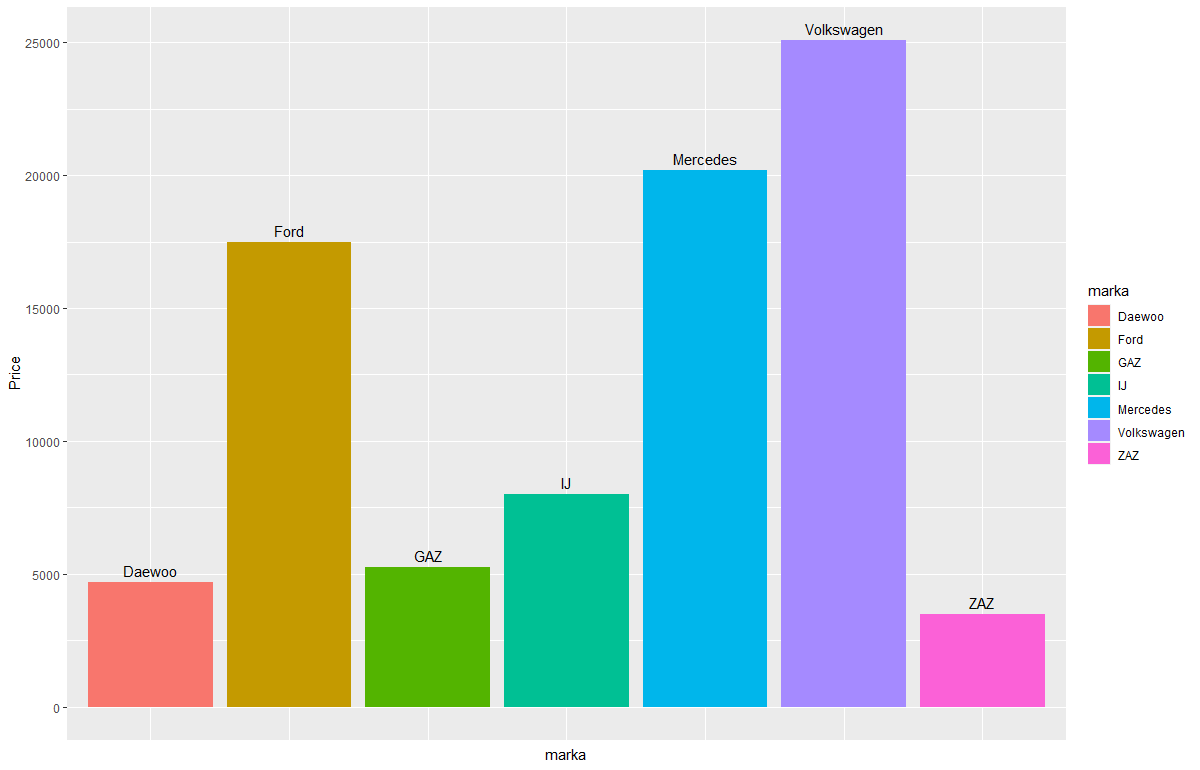 Volkswagen
25000
Mercedes
20000
Ford
15000
Price
10000
IJ
GAZ
5000
Daewoo
ZAZ
0
marka
marka
Daewoo
Ford
GAZ
IJ
Mercedes
Volkswagen
ZAZ